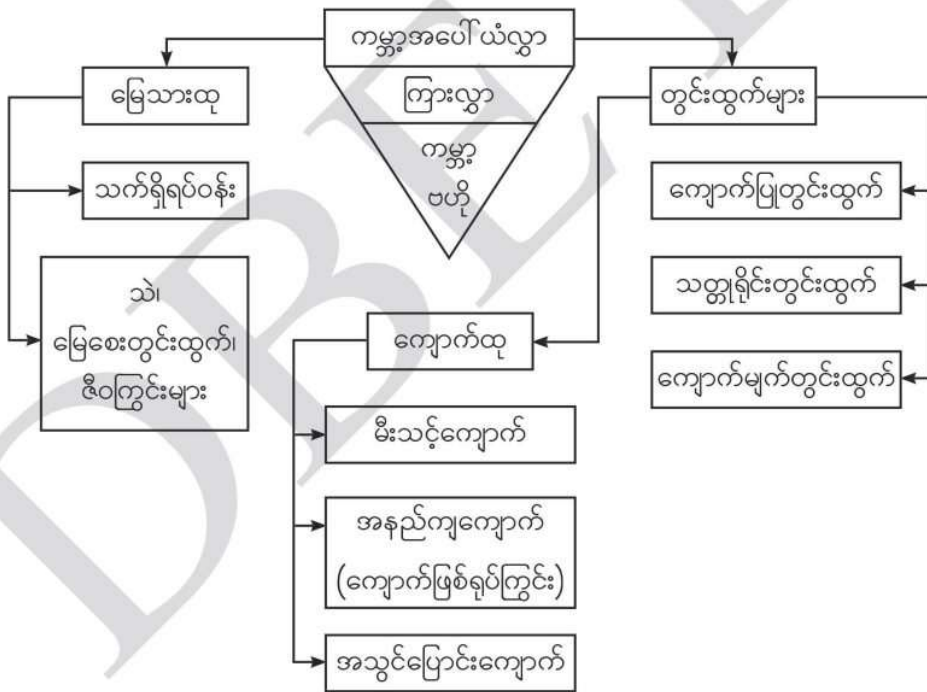 ကမ္ဘာ့အပေါ်ယံလွှာ
ကြားလွှာ
ကမ္ဘာ့
ဗဟို
မြေသားထု
သက်ရှိရပ်ဝန်း
သဲ၊
မြေစေးတွင်းထွက်၊
ဇီဝကြွင်းများ
တွင်းထွက်များ
ကျောက်ပြုတွင်းထွက်
သတ္တုရိုင်းတွင်းထွက်
ကျောက်မျက်တွင်းထွက်
ကျောက်ထု
မီးသင့်ကျောက်
အနည်ကျကျောက်
(ကျောက်ဖြစ်ရုပ်ကြွင်း)
အသွင်ပြောင်းကျောက်
DBE